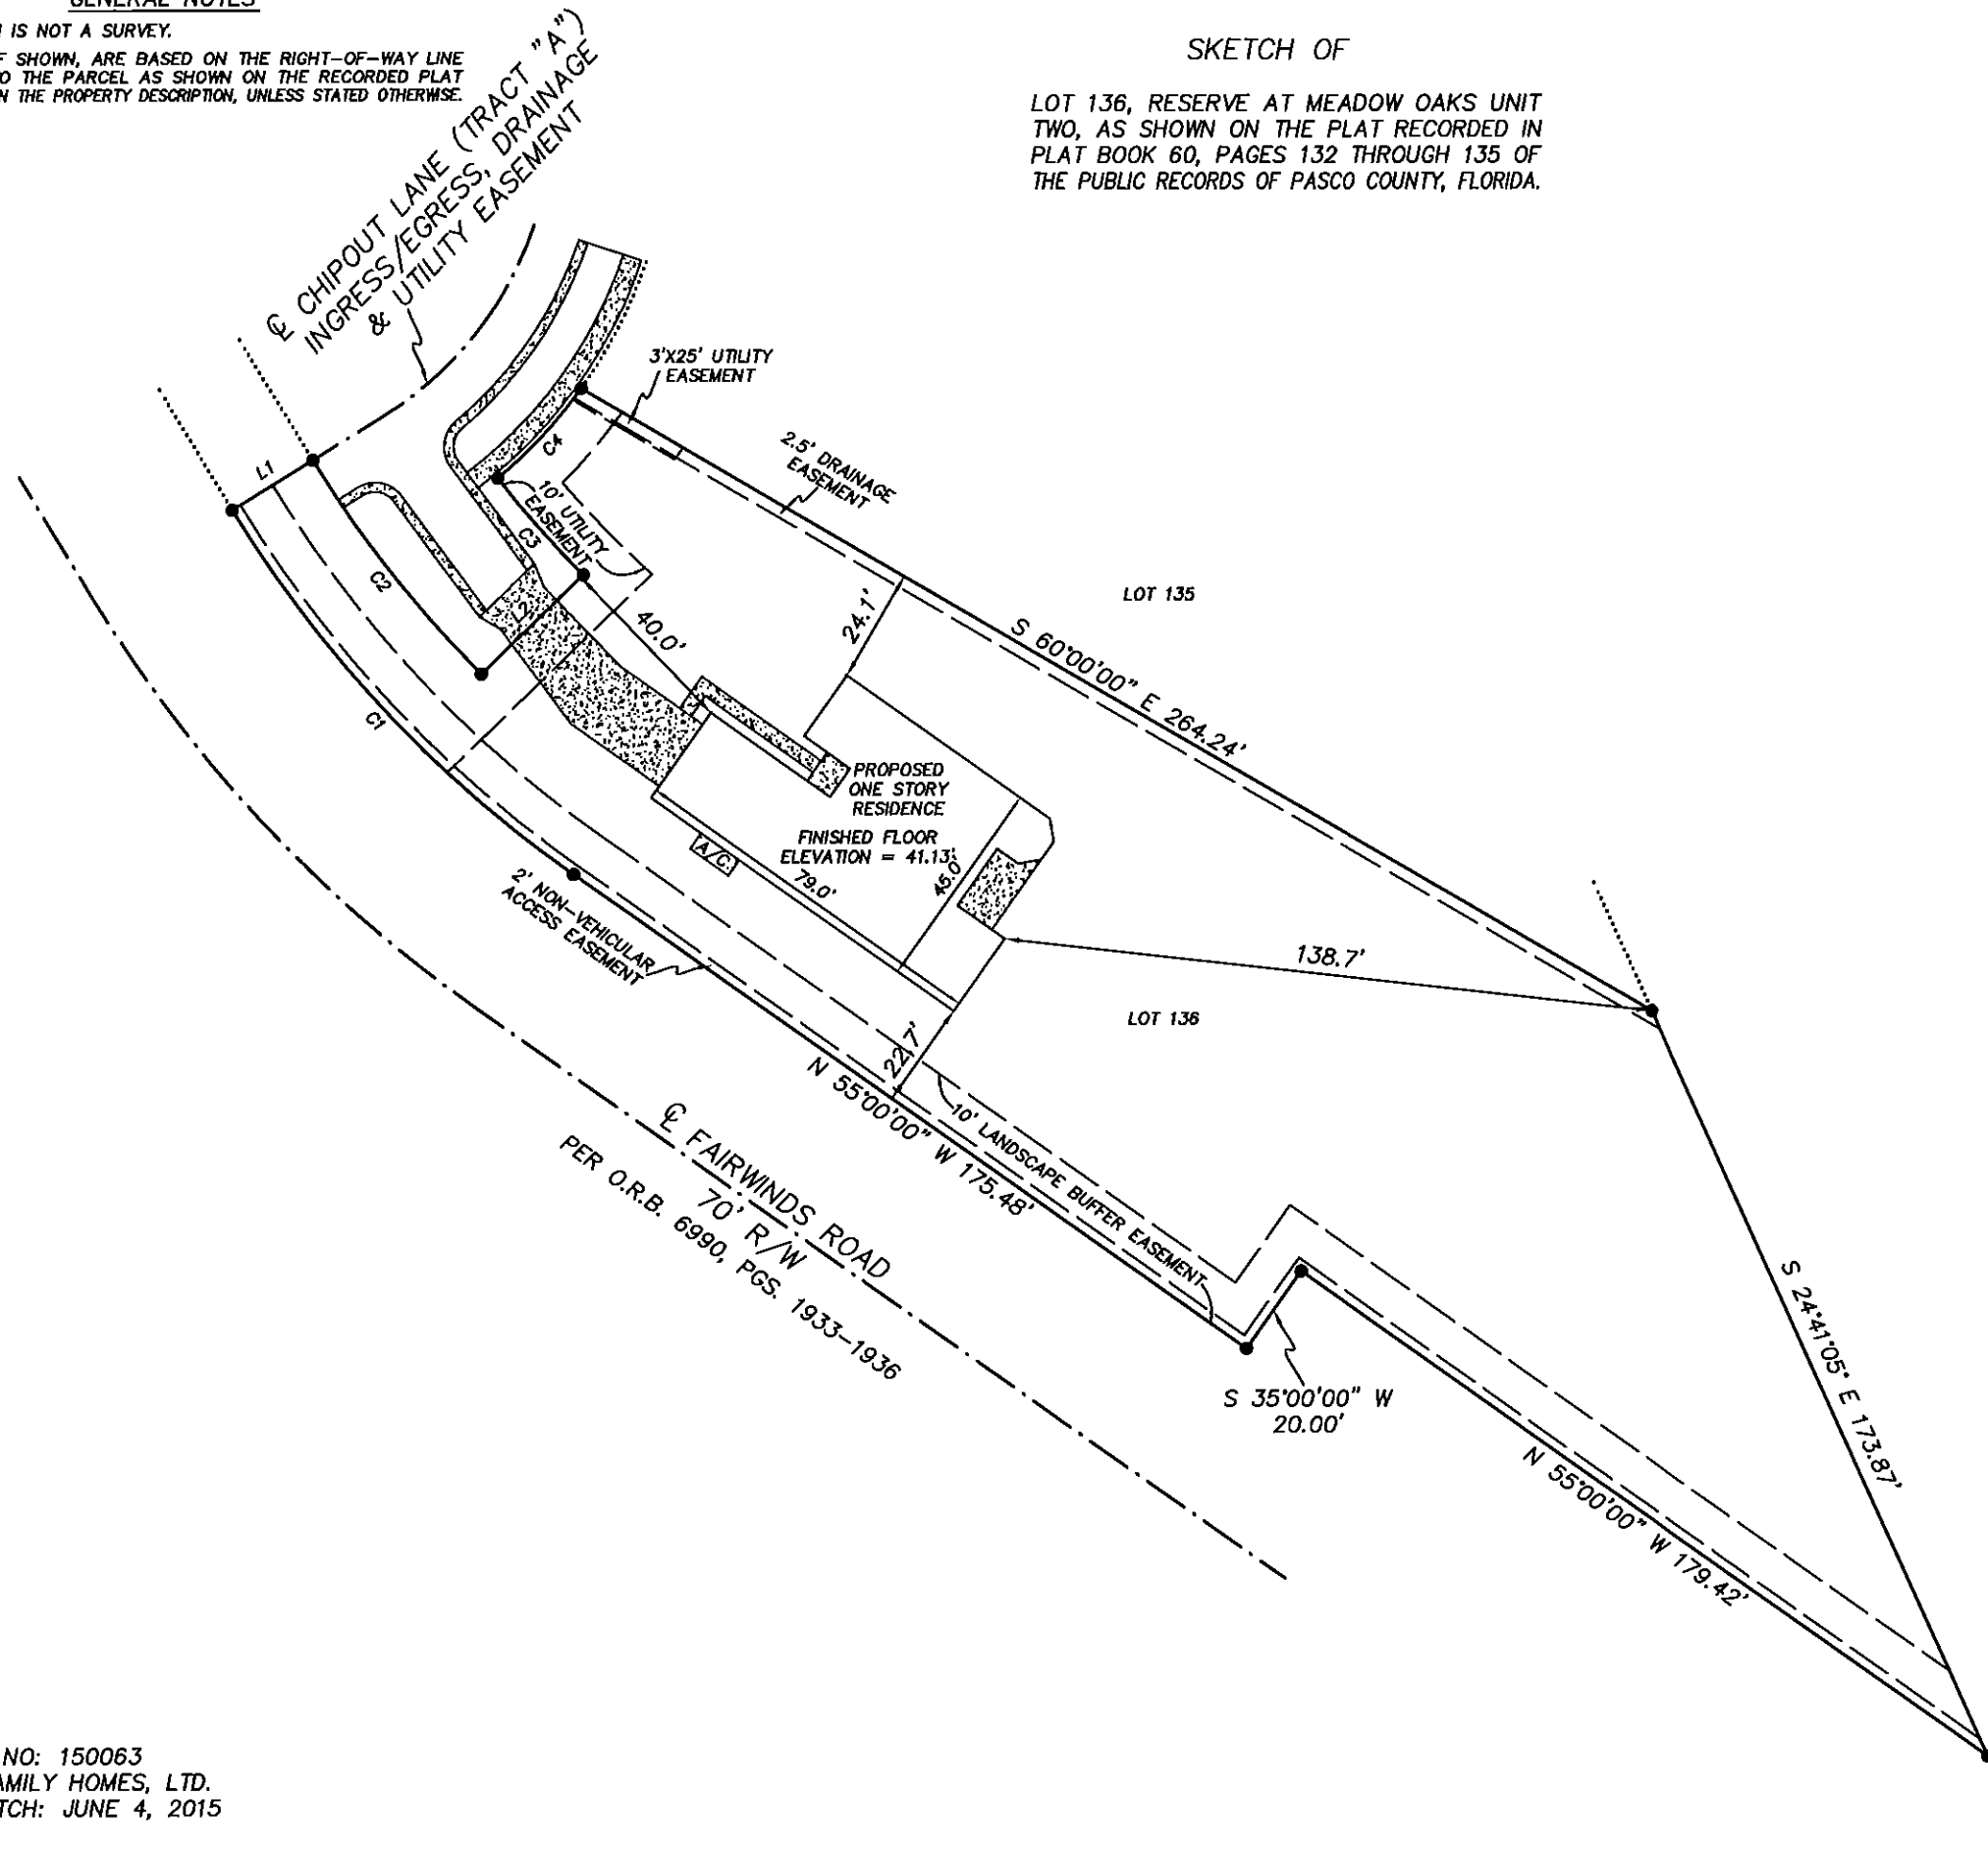 GENERAL NOTES
IS NOT A SURVEY.
SHOWN, ARE BASED ON THE RIGHT-OF-WAY LINE
THE PARCEL AS SHOWN ON THE RECORDED PLAT
THE PROPERTY DESCRIPTION, UNLESS STATED OTHERWISE.
SKETCH OF
LOT 136, RESERVE AT MEADOW OAKS UNIT
TWO, AS SHOWN ON THE PLAT RECORDED IN
PLAT BOOK 60, PAGES 132 THROUGH 135 OF
THE PUBLIC RECORDS OF PASCO COUNTY, FLORIDA.
℄ CHIPOUT LANE (TRACT "A")
INGRESS/EGRESS, DRAINAGE
& UTILITY EASEMENT
3'X25' UTILITY
EASEMENT
2.5' DRAINAGE
EASEMENT
L1
C4
10' UTILITY
EASEMENT
C3
C2
L2
40.0'
24.1'
LOT 135
S 60°00'00" E 264.24'
C1
PROPOSED
ONE STORY
RESIDENCE
FINISHED FLOOR
ELEVATION = 41.13'
A/C
79.0'
45.0'
2' NON-VEHICULAR
ACCESS EASEMENT
138.7'
LOT 136
22.7'
N 55°00'00" W 175.48'
10' LANDSCAPE BUFFER EASEMENT
℄ FAIRWINDS ROAD
70' R/W
PER O.R.B. 6990, PGS. 1933-1936
S 35°00'00" W
20.00'
S 24°41'05" E 173.87'
N 55°00'00" W 179.42'
NO: 150063
AMILY HOMES, LTD.
TCH: JUNE 4, 2015